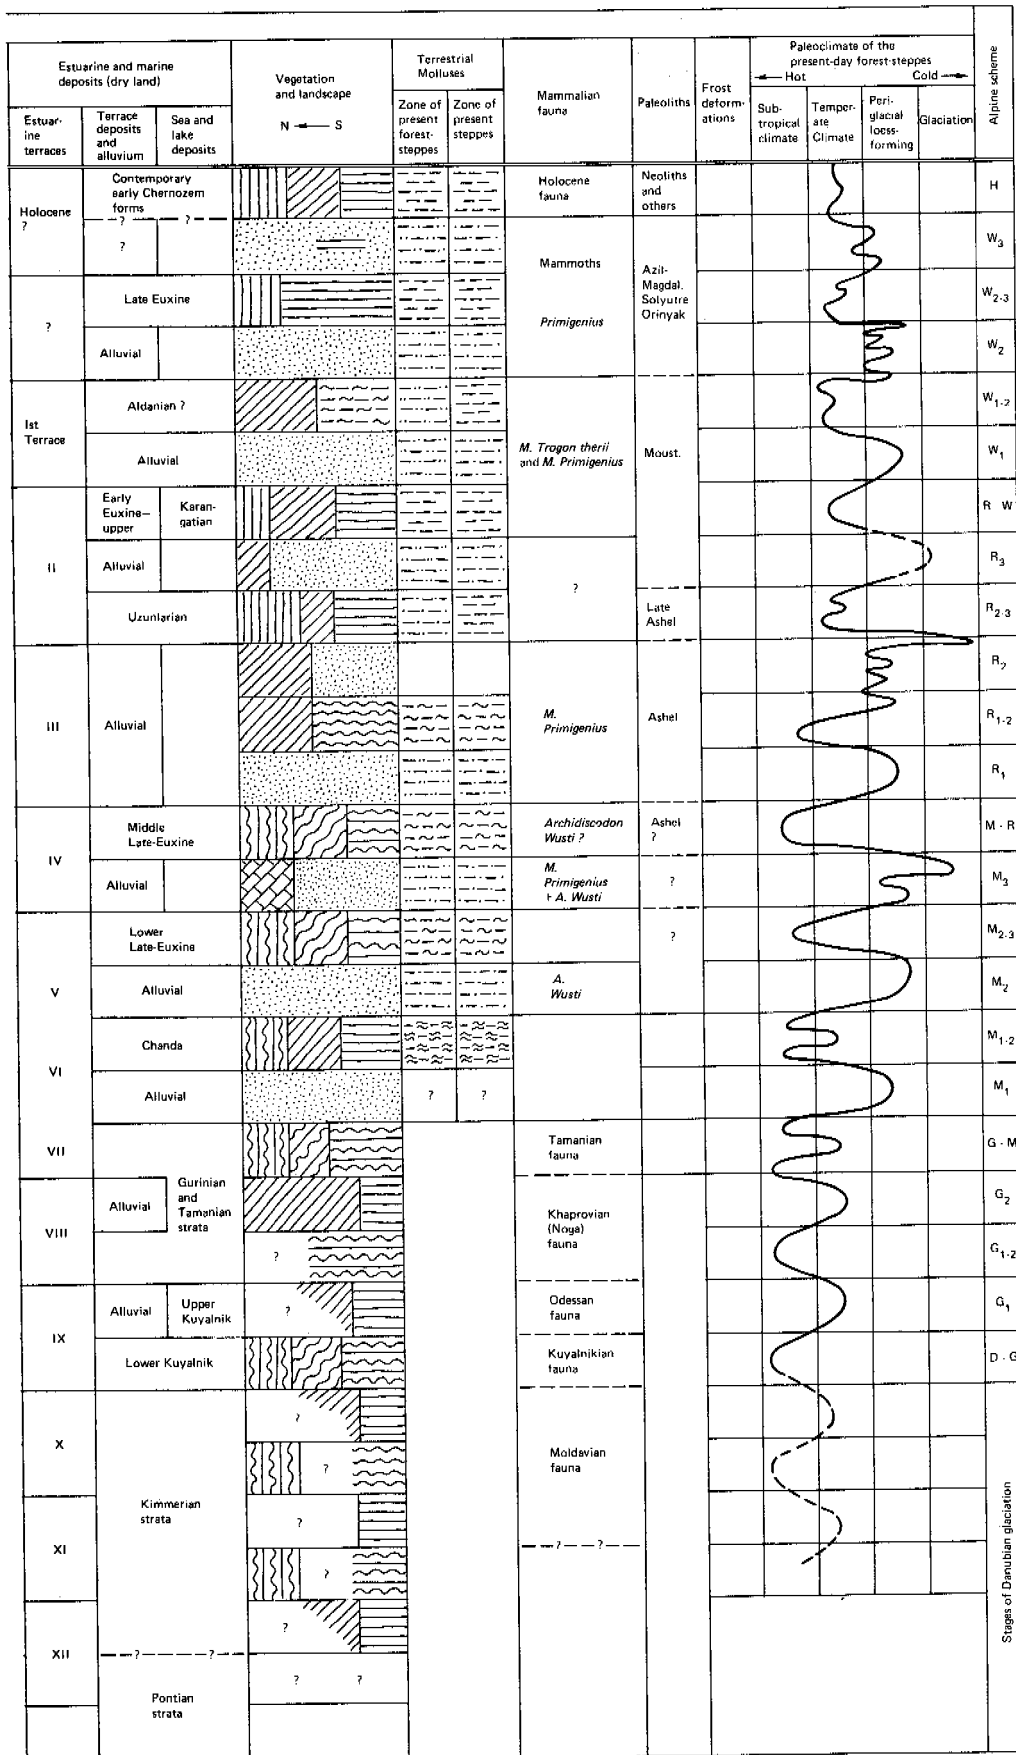 Estuarine and marine
deposits (dry land)
Estuar-
ine
terraces
Terrace
deposits
and
alluvium
Sea and
lake
deposits
Vegetation
and landscape
N ← S
Terrestrial
Molluses
Zone of
present
forest-
steppes
Zone of
present
steppes
Mammalian
fauna
Paleoliths
Frost
deform-
ations
Paleoclimate of the
present-day forest-steppes
← Hot Cold →
Sub-
tropical
climate
Temper-
ate
Climate
Peri-
glacial
loess-
forming
Glaciation
Alpine scheme
Holocene
?
Contemporary
early Chernozem
forms
? ?
?
Holocene
fauna
Neoliths
and
others
H
W3
Mammoths
Azil-
Magdal.
Solyutre
Orinyak
?
Late Euxine
Primigenius
W2-3
Alluvial
W2
Ist
Terrace
Aldanian ?
W1-2
Alluvial
M. Trogon therii
and M. Primigenius
Moust.
W1
II
Early
Euxine—
upper
Karan-
gatian
R W
Alluvial
?
R3
Uzunlarian
Late
Ashel
R2-3
III
Alluvial
M.
Primigenius
Ashel
R2
R1-2
R1
IV
Middle
Late-Euxine
Archidiscodon
Wusti ?
Ashel
?
M - R
Alluvial
M.
Primigenius
+ A. Wusti
?
M3
V
Lower
Late-Euxine
?
M2-3
Alluvial
A.
Wusti
M2
VI
Chanda
M1-2
Alluvial
? ?
M1
VII
Gurinian
and
Tamanian
strata
Tamanian
fauna
G - M
VIII
Alluvial
Khaprovian
(Noga)
fauna
G2
?
G1-2
IX
Alluvial
Upper
Kuyalnik
?
Odessan
fauna
G1
Lower Kuyalnik
Kuyalnikian
fauna
D - G
X
?
Moldavian
fauna
?
Kimmerian
strata
XI
?
? ?
?
XII
?
? ?
? ?
Pontian
strata
Stages of Danubian glaciation